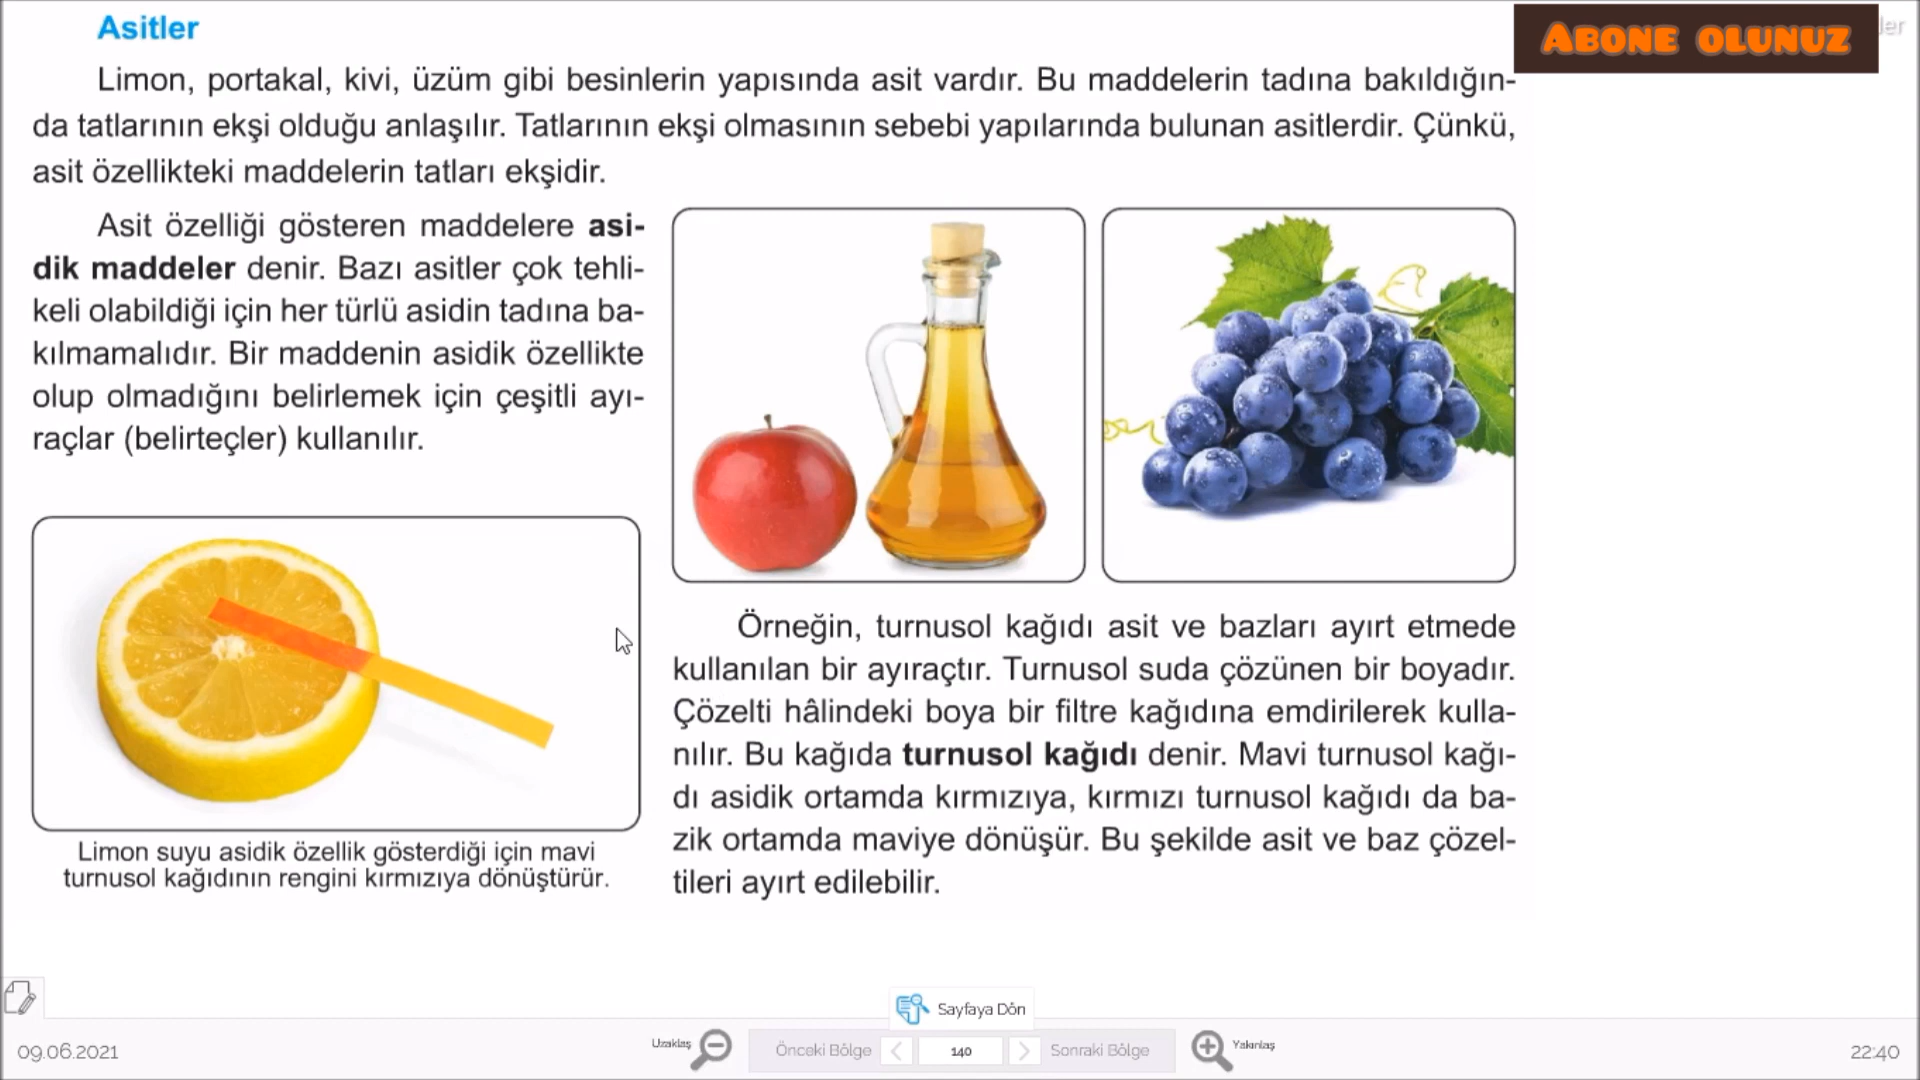 Asitler
ABONE OLUNUZ
ler
Limon, portakal, kivi, üzüm gibi besinlerin yapısında asit vardır. Bu maddelerin tadına bakıldığın-
da tatlarının ekşi olduğu anlaşılır. Tatlarının ekşi olmasının sebebi yapılarında bulunan asitlerdir. Çünkü,
asit özellikteki maddelerin tatları ekşidir.
Asit özelliği gösteren maddelere asi-
dik maddeler denir. Bazı asitler çok tehli-
keli olabildiği için her türlü asidin tadına ba-
kılmamalıdır. Bir maddenin asidik özellikte
olup olmadığını belirlemek için çeşitli ayı-
raçlar (belirteçler) kullanılır.
Limon suyu asidik özellik gösterdiği için mavi
turnusol kağıdının rengini kırmızıya dönüştürür.
Örneğin, turnusol kağıdı asit ve bazları ayırt etmede
kullanılan bir ayıraçtır. Turnusol suda çözünen bir boyadır.
Çözelti hâlindeki boya bir filtre kağıdına emdirilerek kulla-
nılır. Bu kağıda turnusol kağıdı denir. Mavi turnusol kağı-
dı asidik ortamda kırmızıya, kırmızı turnusol kağıdı da ba-
zik ortamda maviye dönüşür. Bu şekilde asit ve baz çözel-
tileri ayırt edilebilir.
Sayfaya Dön
09.06.2021
Uzaklaş
Önceki Bölge
140
Sonraki Bölge
Yakınlaş
22:40